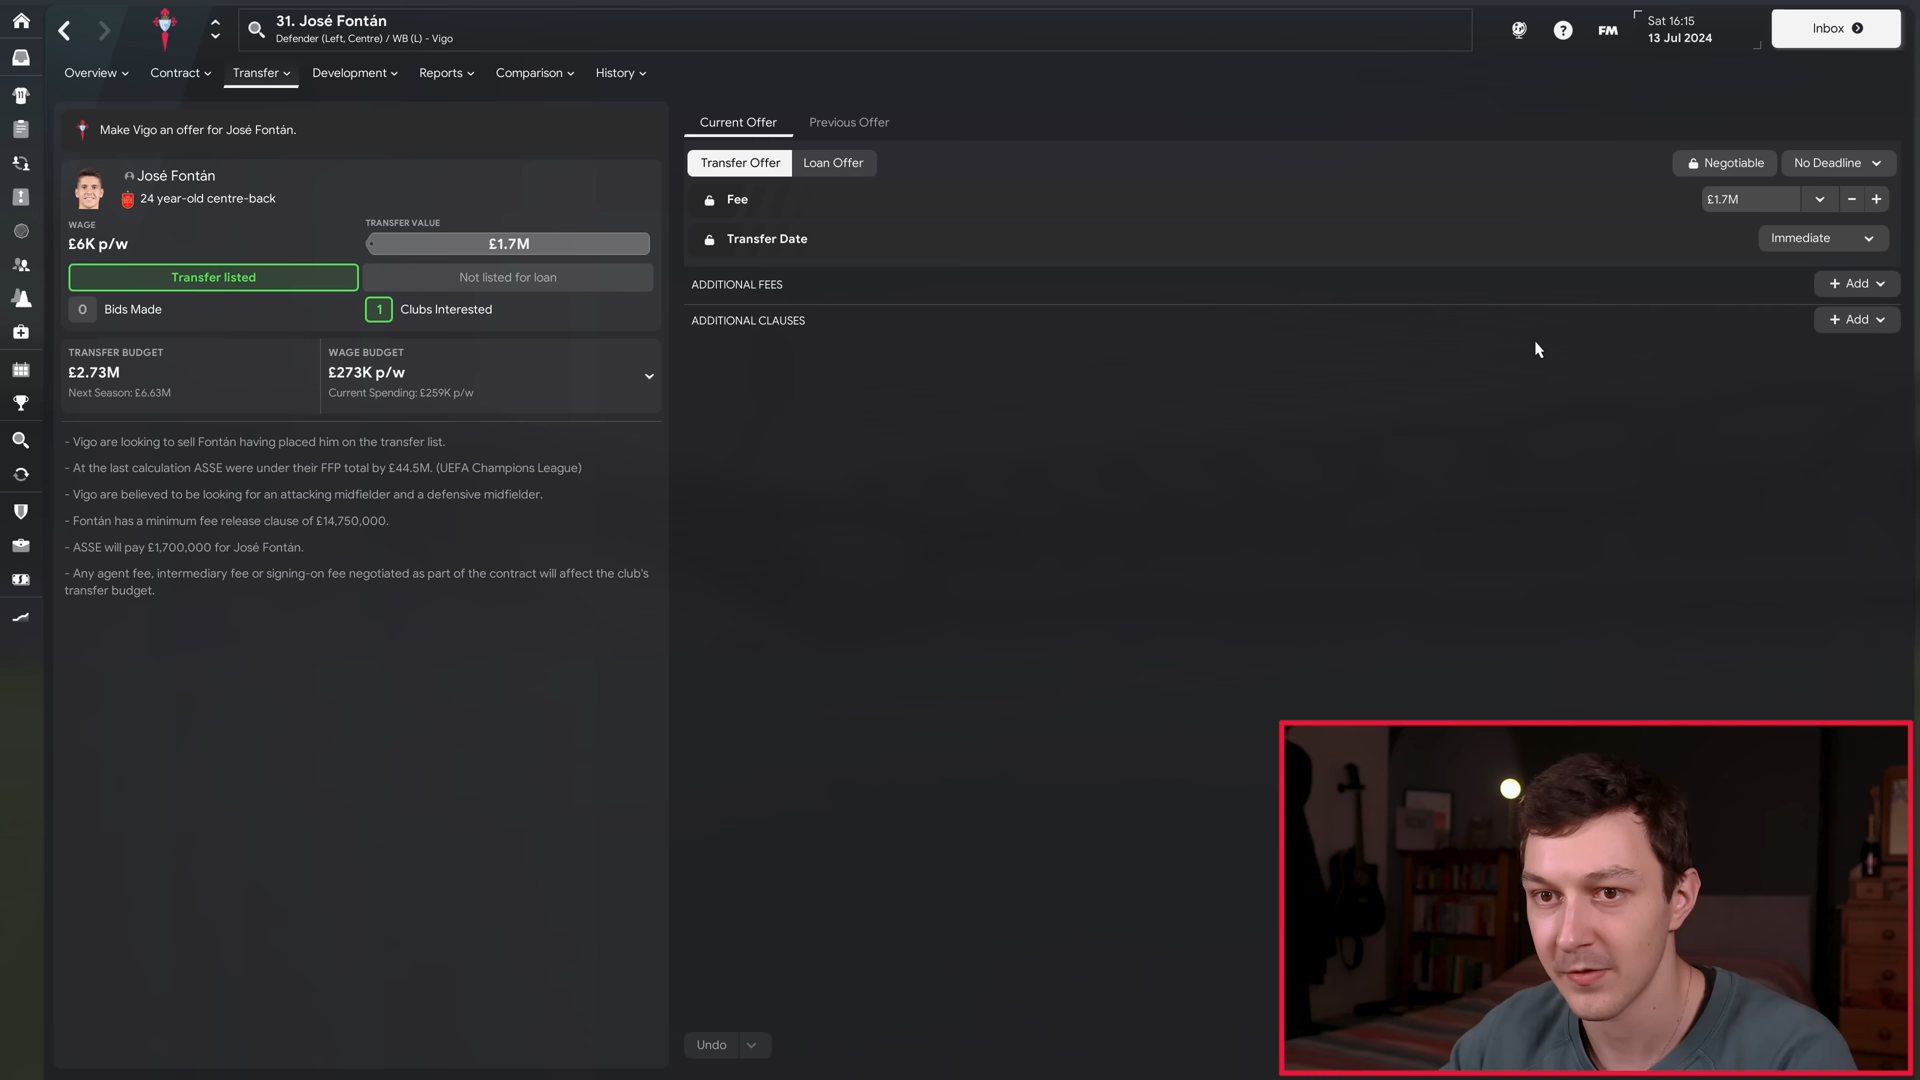 31. José Fontán
Defender (Left, Centre) / WB (L) - Vigo
FM
Sat 16:15
13 Jul 2024
Inbox
Overview
Contract
Transfer
Development
Reports
Comparison
History
Make Vigo an offer for José Fontán.
José Fontán
24 year-old centre-back
WAGE
£6K p/w
TRANSFER VALUE
£1.7M
Transfer listed
Not listed for loan
0 Bids Made
1 Clubs Interested
TRANSFER BUDGET
£2.73M
Next Season: £6.63M
WAGE BUDGET
£273K p/w
Current Spending: £259K p/w
- Vigo are looking to sell Fontán having placed him on the transfer list.
- At the last calculation ASSE were under their FFP total by £44.5M. (UEFA Champions League)
- Vigo are believed to be looking for an attacking midfielder and a defensive midfielder.
- Fontán has a minimum fee release clause of £14,750,000.
- ASSE will pay £1,700,000 for José Fontán.
- Any agent fee, intermediary fee or signing-on fee negotiated as part of the contract will affect the club's
transfer budget.
Current Offer
Previous Offer
Transfer Offer
Loan Offer
Negotiable
No Deadline
Fee
£1.7M
Transfer Date
Immediate
ADDITIONAL FEES
+ Add
ADDITIONAL CLAUSES
+ Add
Undo